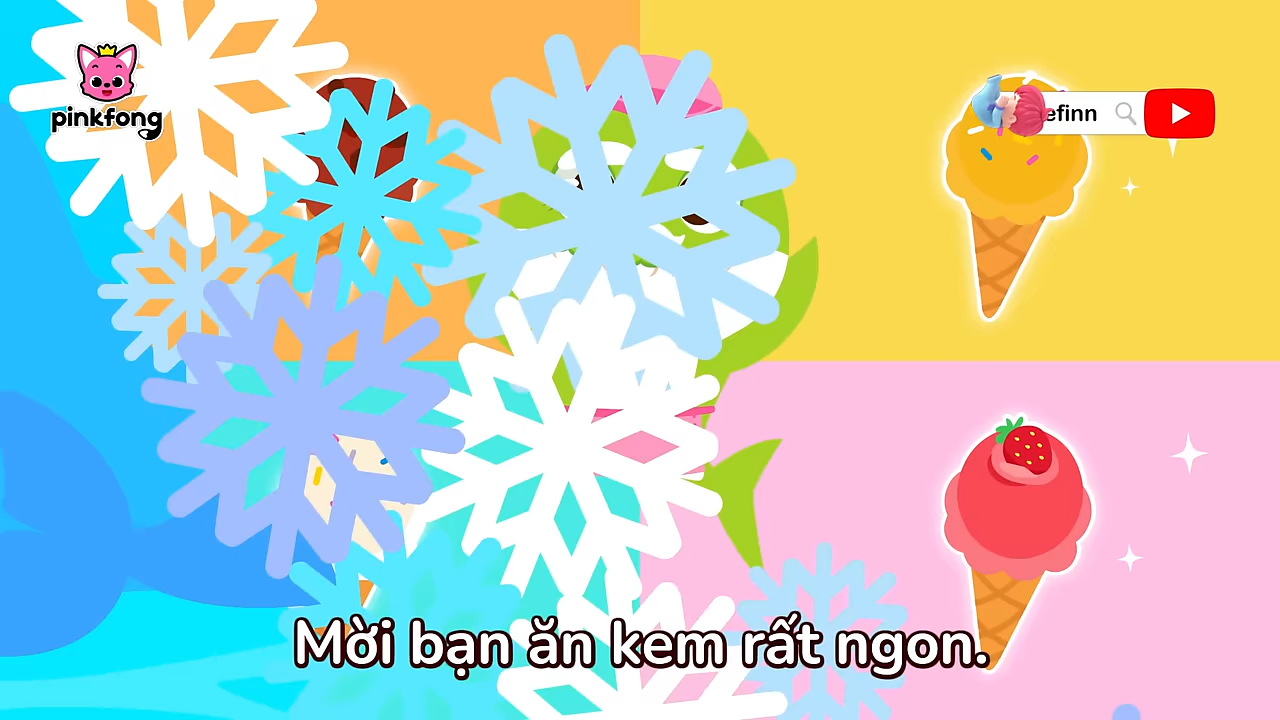 pinkfong
efinn
Mời bạn ăn kem rất ngon.